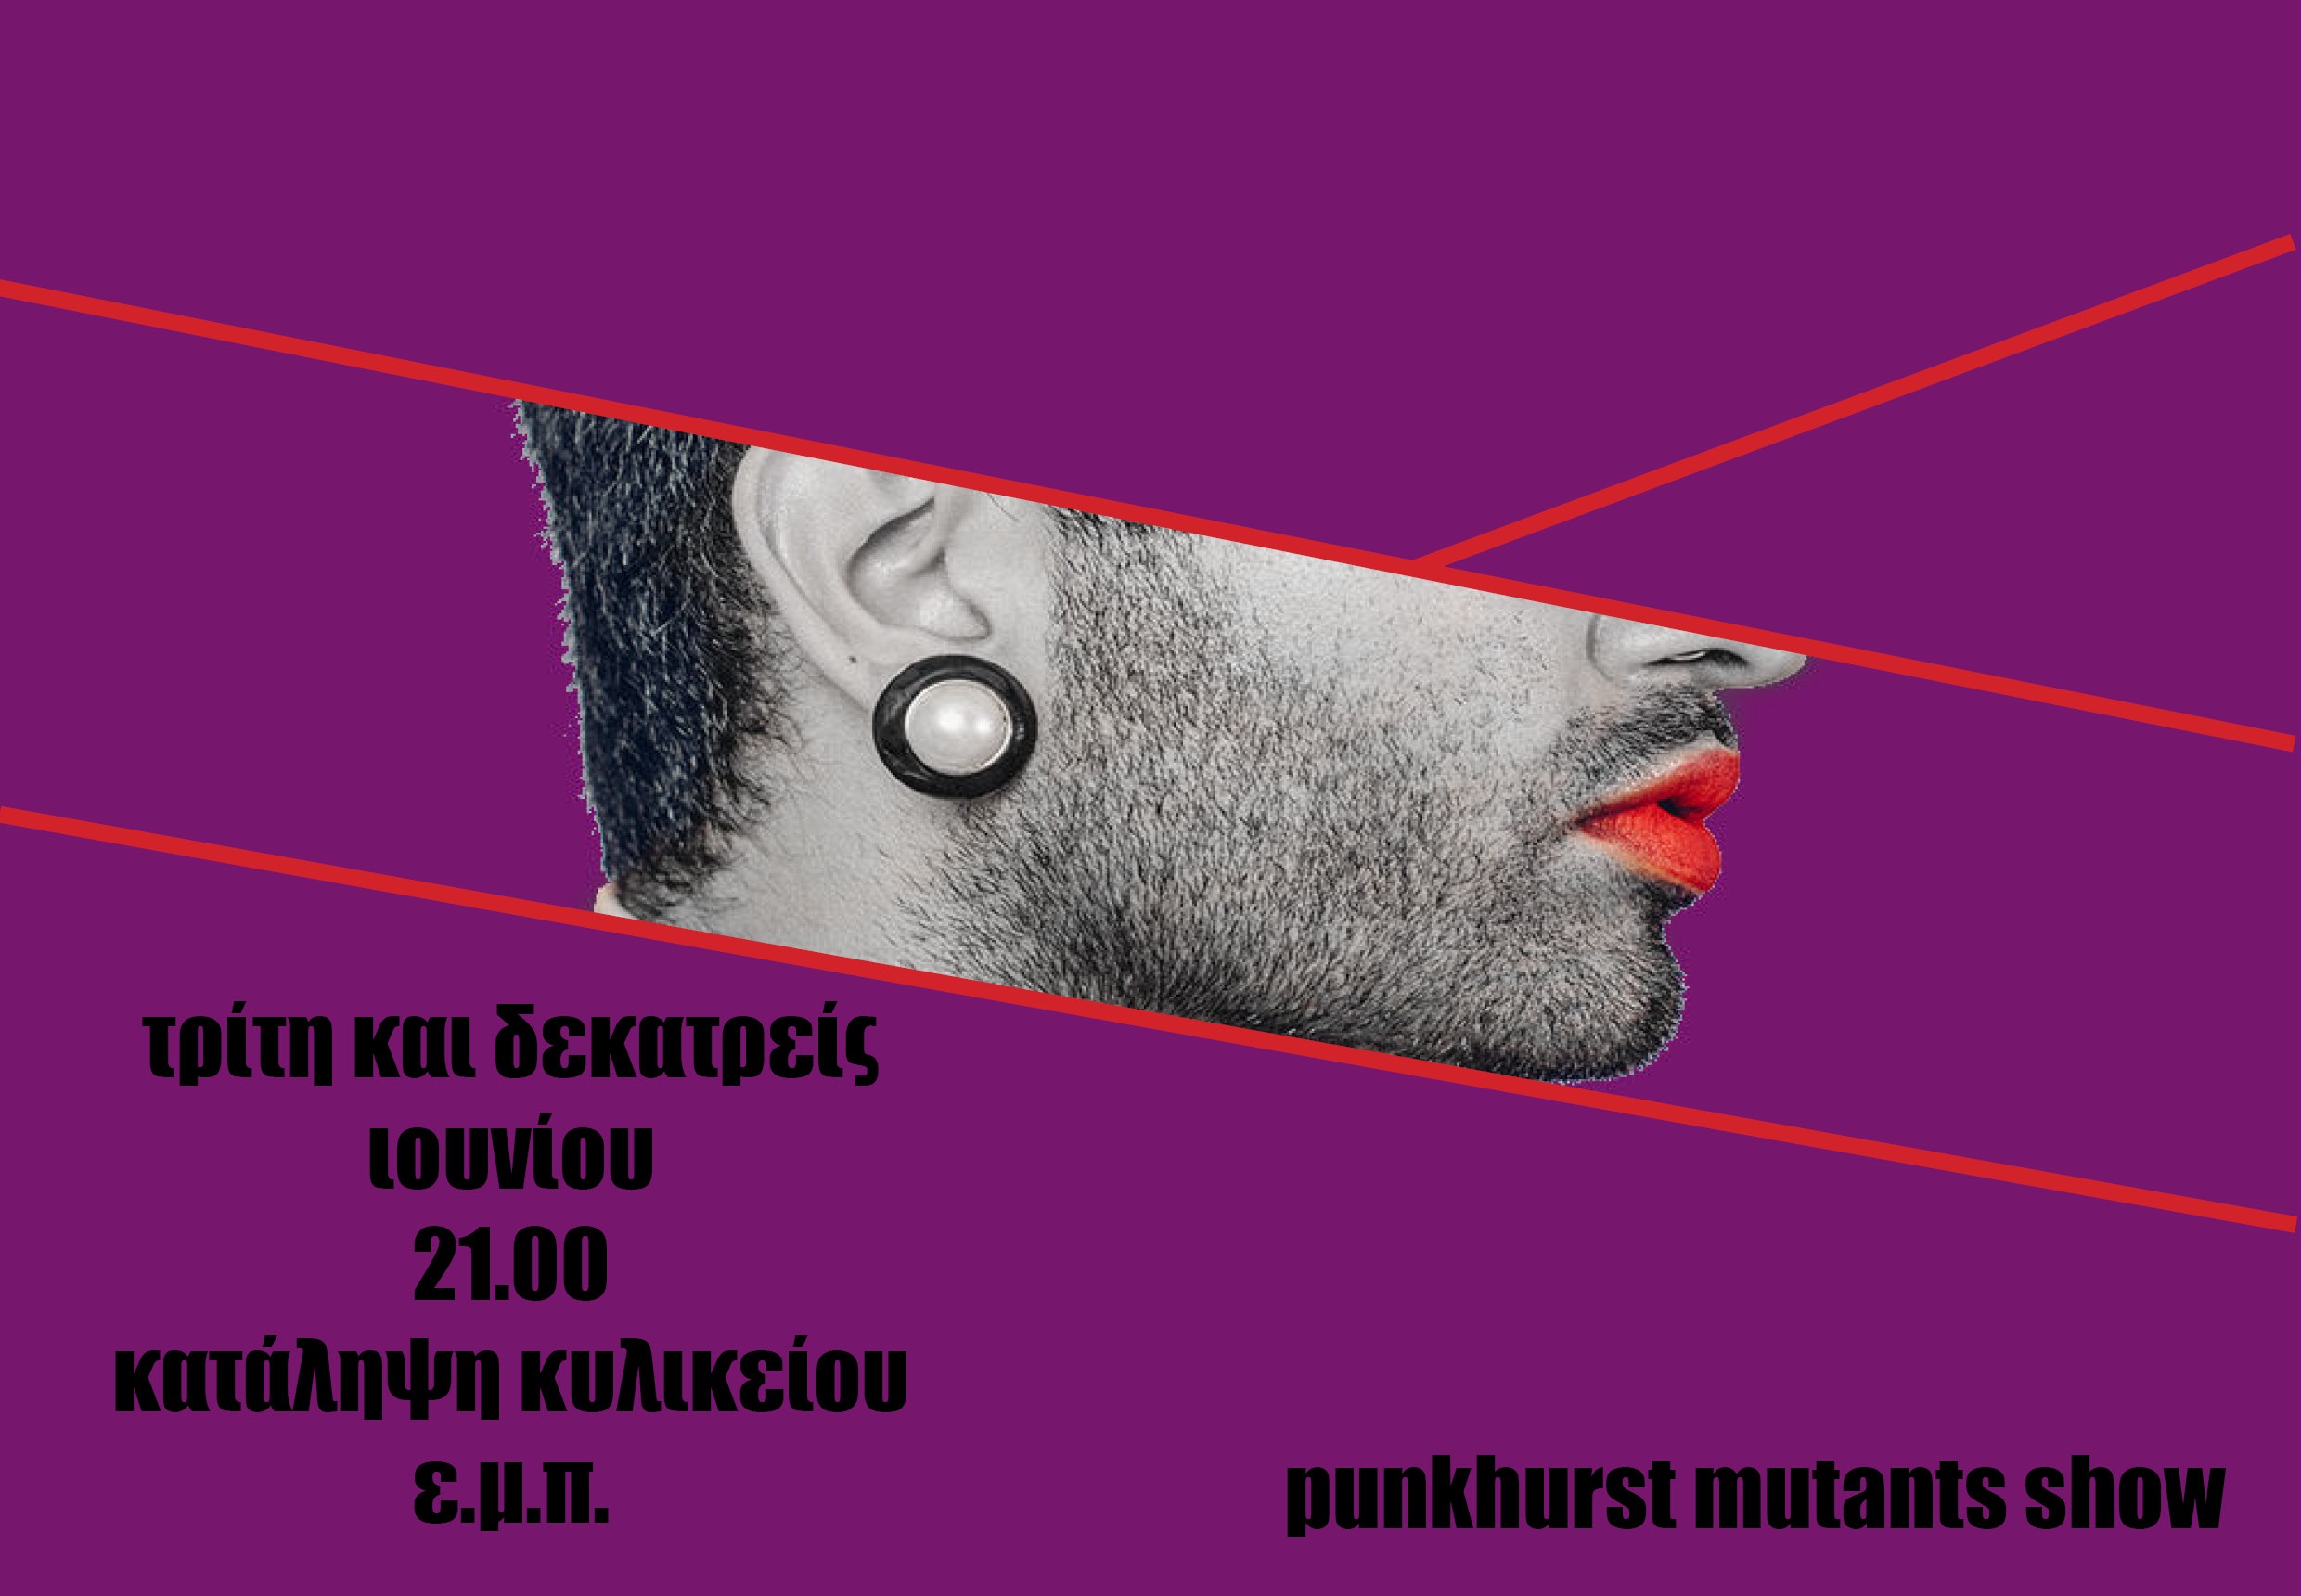 τρίτη και δεκατρείς
ιουνίου
21.00
κατάληψη κυλικείου
ε.μ.π.
punkhurst mutants show